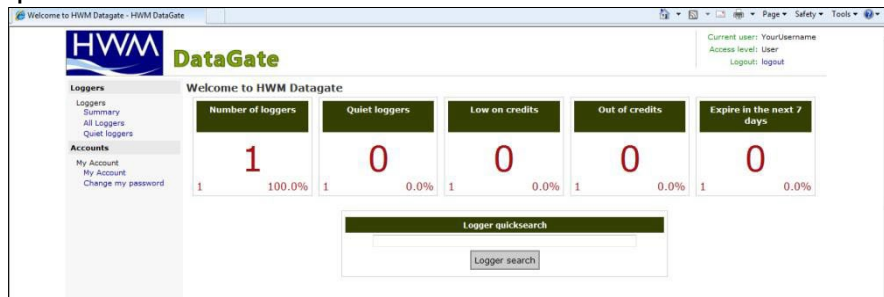 Welcome to HWM Datagate - HWM DataGate
Page Safety Tools
HWM
DataGate
Current user: YourUsername
Access level: User
Logout: logout
Loggers
Loggers
Summary
All Loggers
Quiet loggers
Accounts
My Account
My Account
Change my password
Welcome to HWM Datagate
Number of loggers
1
1 100.0%
Quiet loggers
0
1 0.0%
Low on credits
0
1 0.0%
Out of credits
0
1 0.0%
Expire in the next 7
days
0
1 0.0%
Logger quicksearch
Logger search